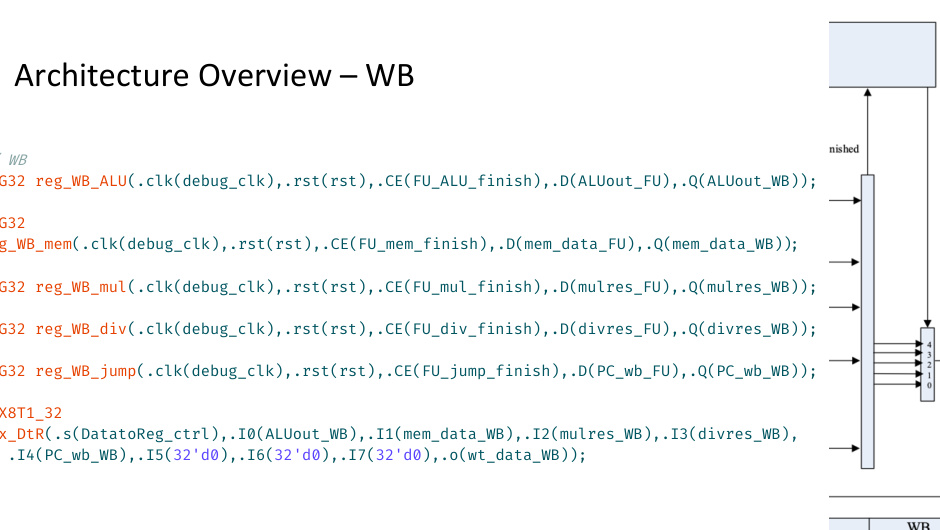 Architecture Overview – WB
WB
G32 reg_WB_ALU(.clk(debug_clk),.rst(rst),.CE(FU_ALU_finish),.D(ALUout_FU),.Q(ALUout_WB));
G32
g_WB_mem(.clk(debug_clk),.rst(rst),.CE(FU_mem_finish),.D(mem_data_FU),.Q(mem_data_WB));
G32 reg_WB_mul(.clk(debug_clk),.rst(rst),.CE(FU_mul_finish),.D(mulres_FU),.Q(mulres_WB));
G32 reg_WB_div(.clk(debug_clk),.rst(rst),.CE(FU_div_finish),.D(divres_FU),.Q(divres_WB));
G32 reg_WB_jump(.clk(debug_clk),.rst(rst),.CE(FU_jump_finish),.D(PC_wb_FU),.Q(PC_wb_WB));
X8T1_32
x_DtR(.s(DatatoReg_ctrl),.I0(ALUout_WB),.I1(mem_data_WB),.I2(mulres_WB),.I3(divres_WB),
.I4(PC_wb_WB),.I5(32'd0),.I6(32'd0),.I7(32'd0),.o(wt_data_WB));
nished
4
3
2
1
0
WB